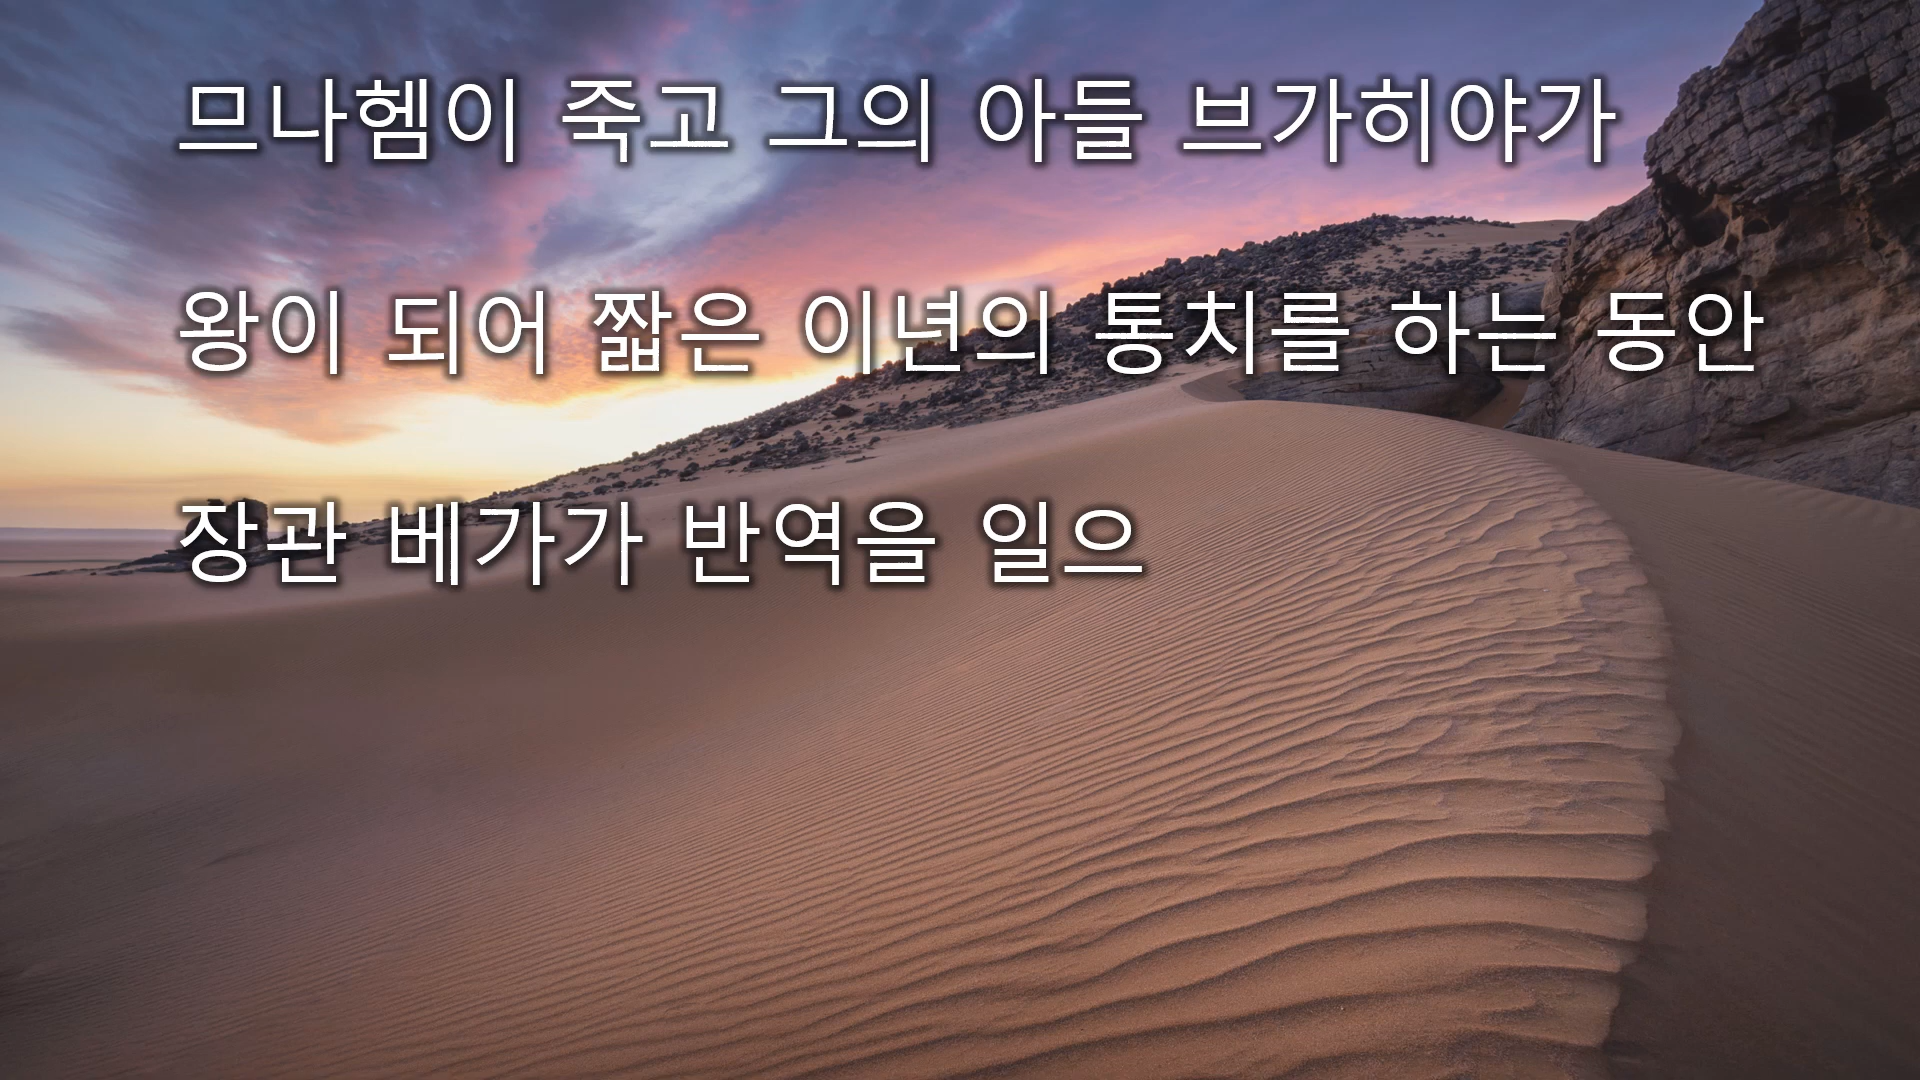 므나헴이 죽고 그의 아들 브가히야가
왕이 되어 짧은 이년의 통치를 하는 동안
장관 베가가 반역을 일으